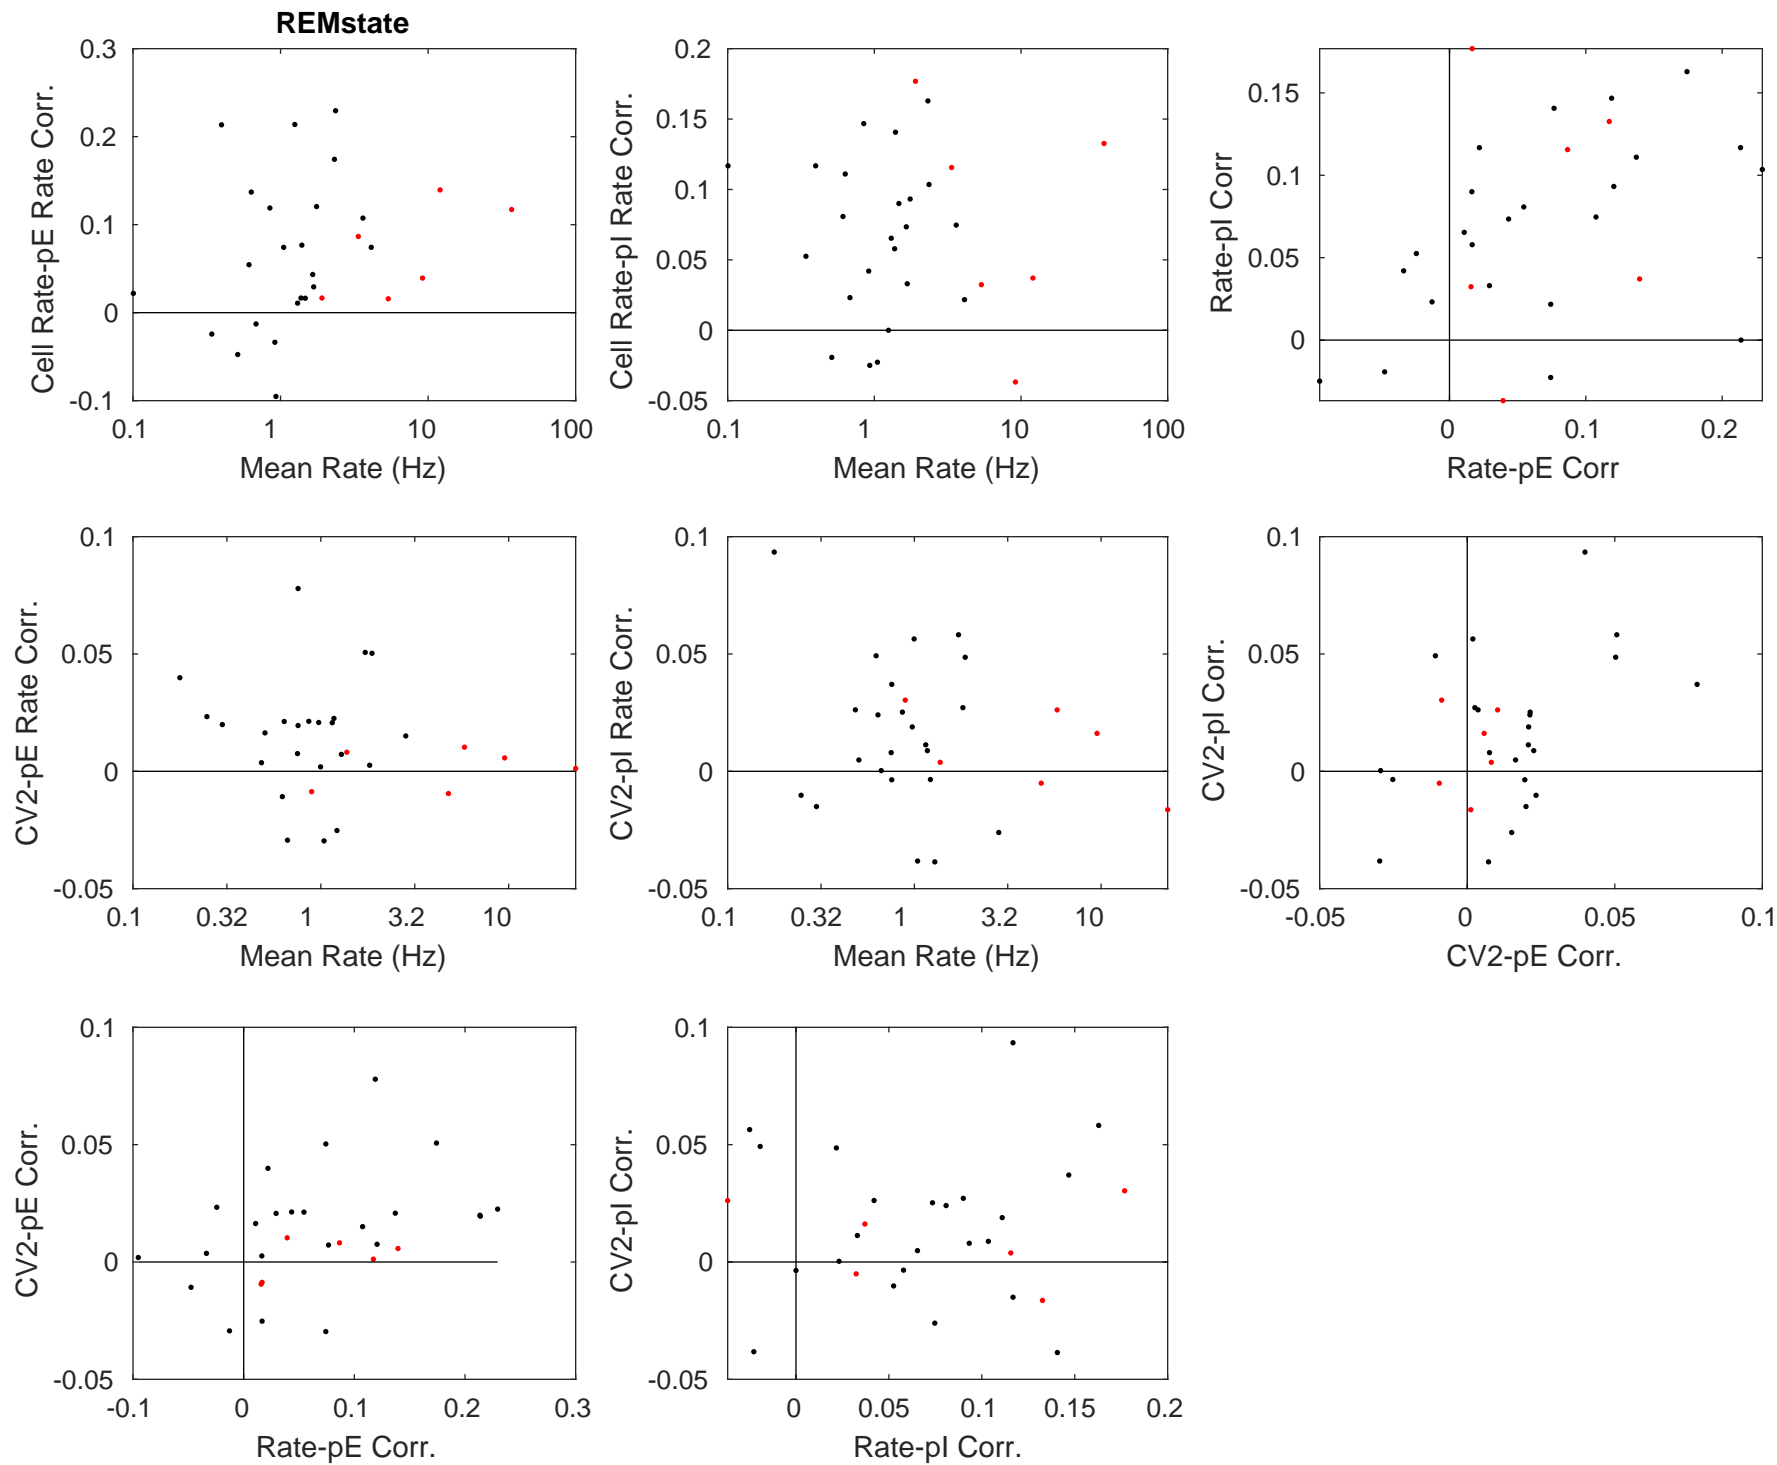 REMstate
0.3
0.2
0.1
0
-0.1
Cell Rate-pE Rate Corr.
0.1 1 10 100
Mean Rate (Hz)
0.2
0.15
0.1
0.05
0
-0.05
Cell Rate-pI Rate Corr.
0.1 1 10 100
Mean Rate (Hz)
0.15
0.1
0.05
0
Rate-pI Corr
0 0.1 0.2
Rate-pE Corr
0.1
0.05
0
-0.05
CV2-pE Rate Corr.
0.1 0.32 1 3.2 10
Mean Rate (Hz)
0.1
0.05
0
-0.05
CV2-pI Rate Corr.
0.1 0.32 1 3.2 10
Mean Rate (Hz)
0.1
0.05
0
-0.05
CV2-pI Corr.
-0.05 0 0.05 0.1
CV2-pE Corr.
0.1
0.05
0
-0.05
CV2-pE Corr.
-0.1 0 0.1 0.2 0.3
Rate-pE Corr.
0.1
0.05
0
-0.05
CV2-pI Corr.
0 0.05 0.1 0.15 0.2
Rate-pI Corr.